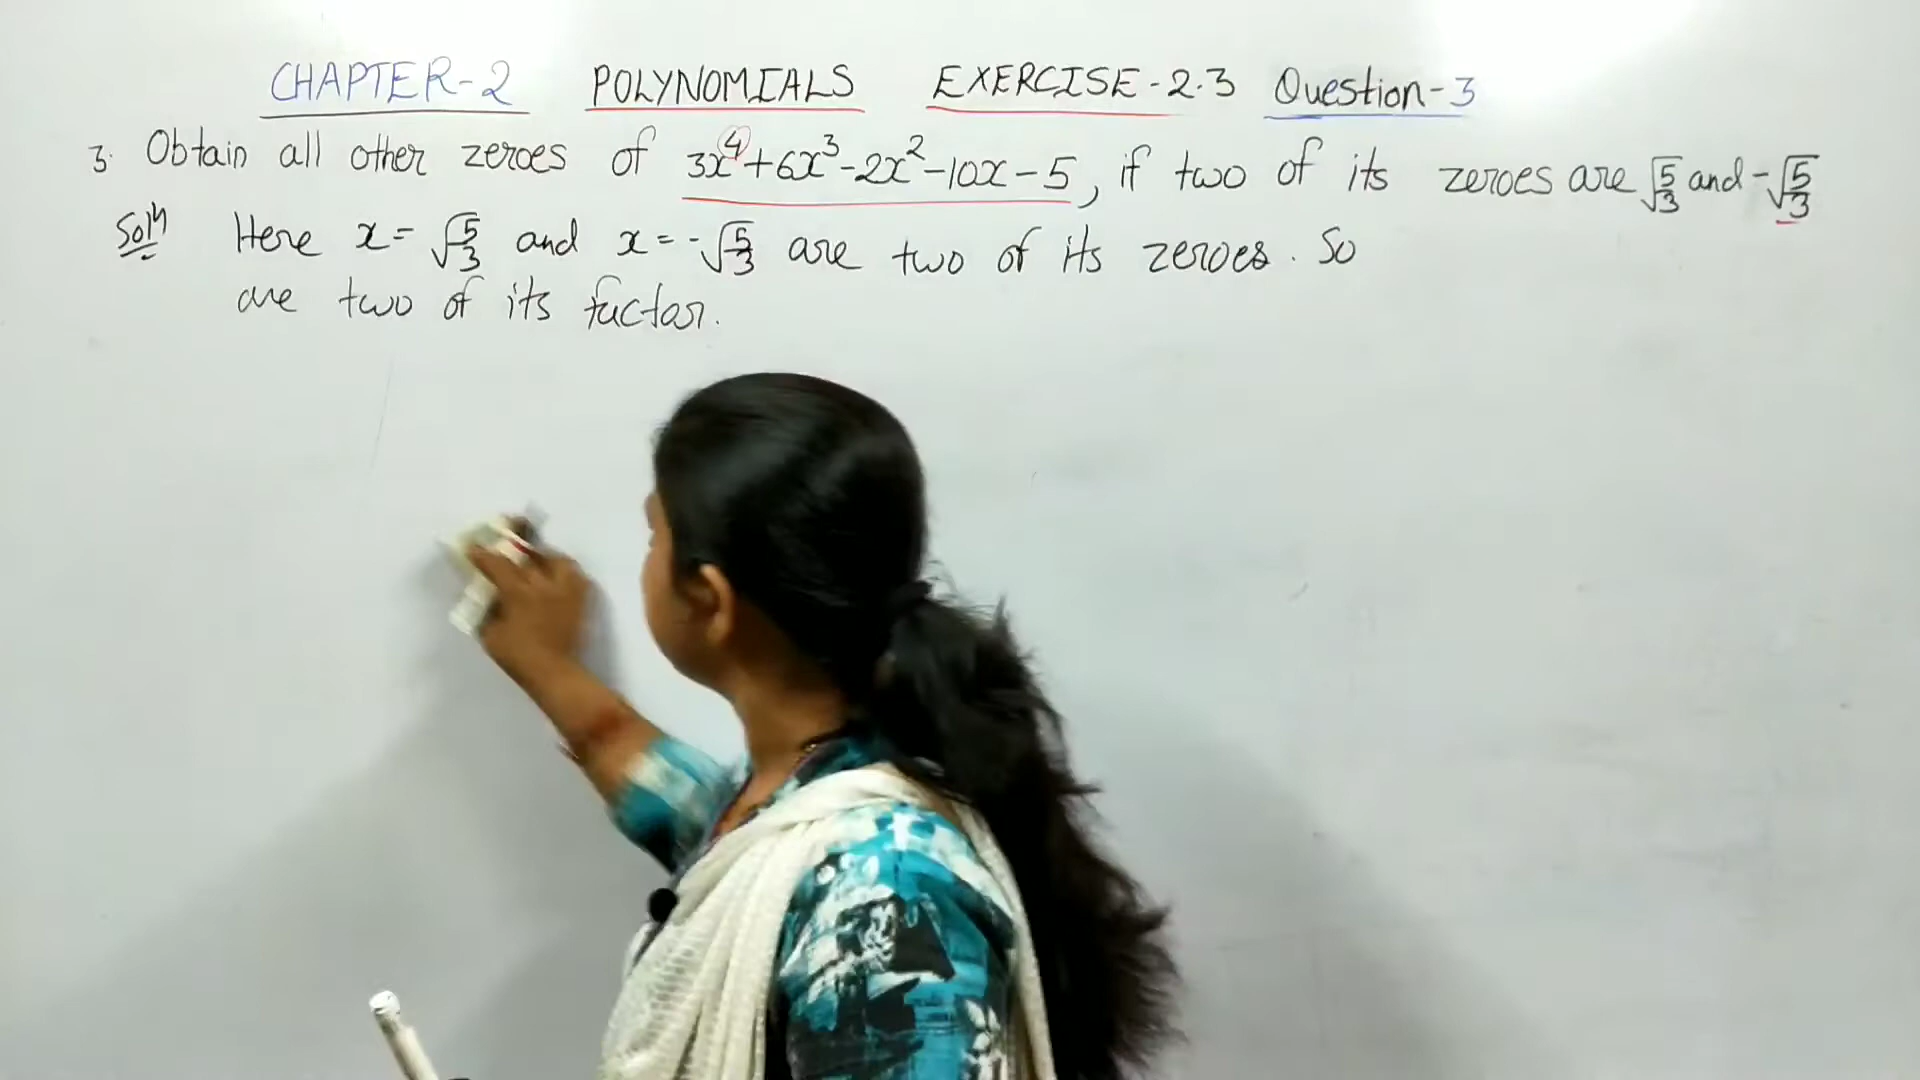 CHAPTER-2 POLYNOMIALS EXERCISE-2.3 Question-3
3. Obtain all other zeroes of 3x⁴+6x³-2x²-10x-5, if two of its zeroes are √5/3 and -√5/3
Soln Here x=√5/3 and x=-√5/3 are two of its zeroes. So
are two of its factor.